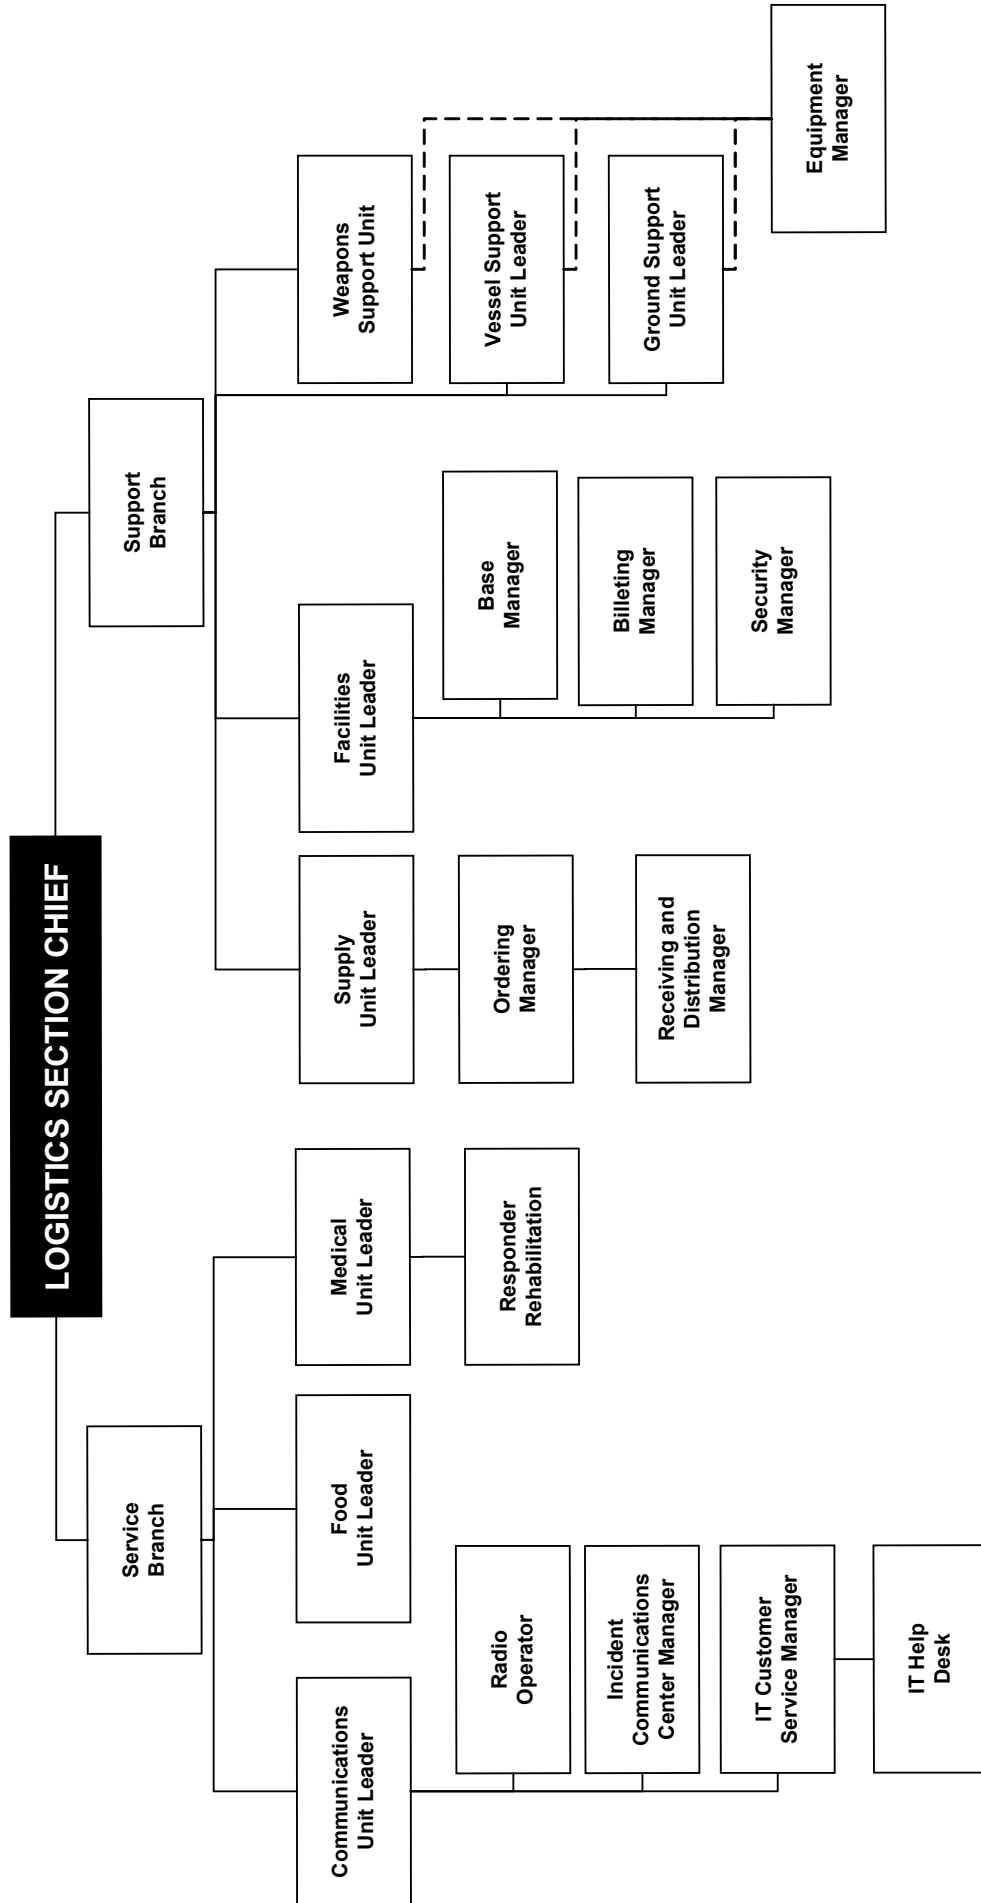 LOGISTICS SECTION CHIEF
Service
Branch
Support
Branch
Communications
Unit Leader
Food
Unit Leader
Medical
Unit Leader
Supply
Unit Leader
Facilities
Unit Leader
Weapons
Support Unit
Radio
Operator
Incident
Communications
Center Manager
IT Customer
Service Manager
IT Help
Desk
Responder
Rehabilitation
Ordering
Manager
Receiving and
Distribution
Manager
Base
Manager
Billeting
Manager
Security
Manager
Vessel Support
Unit Leader
Ground Support
Unit Leader
Equipment
Manager